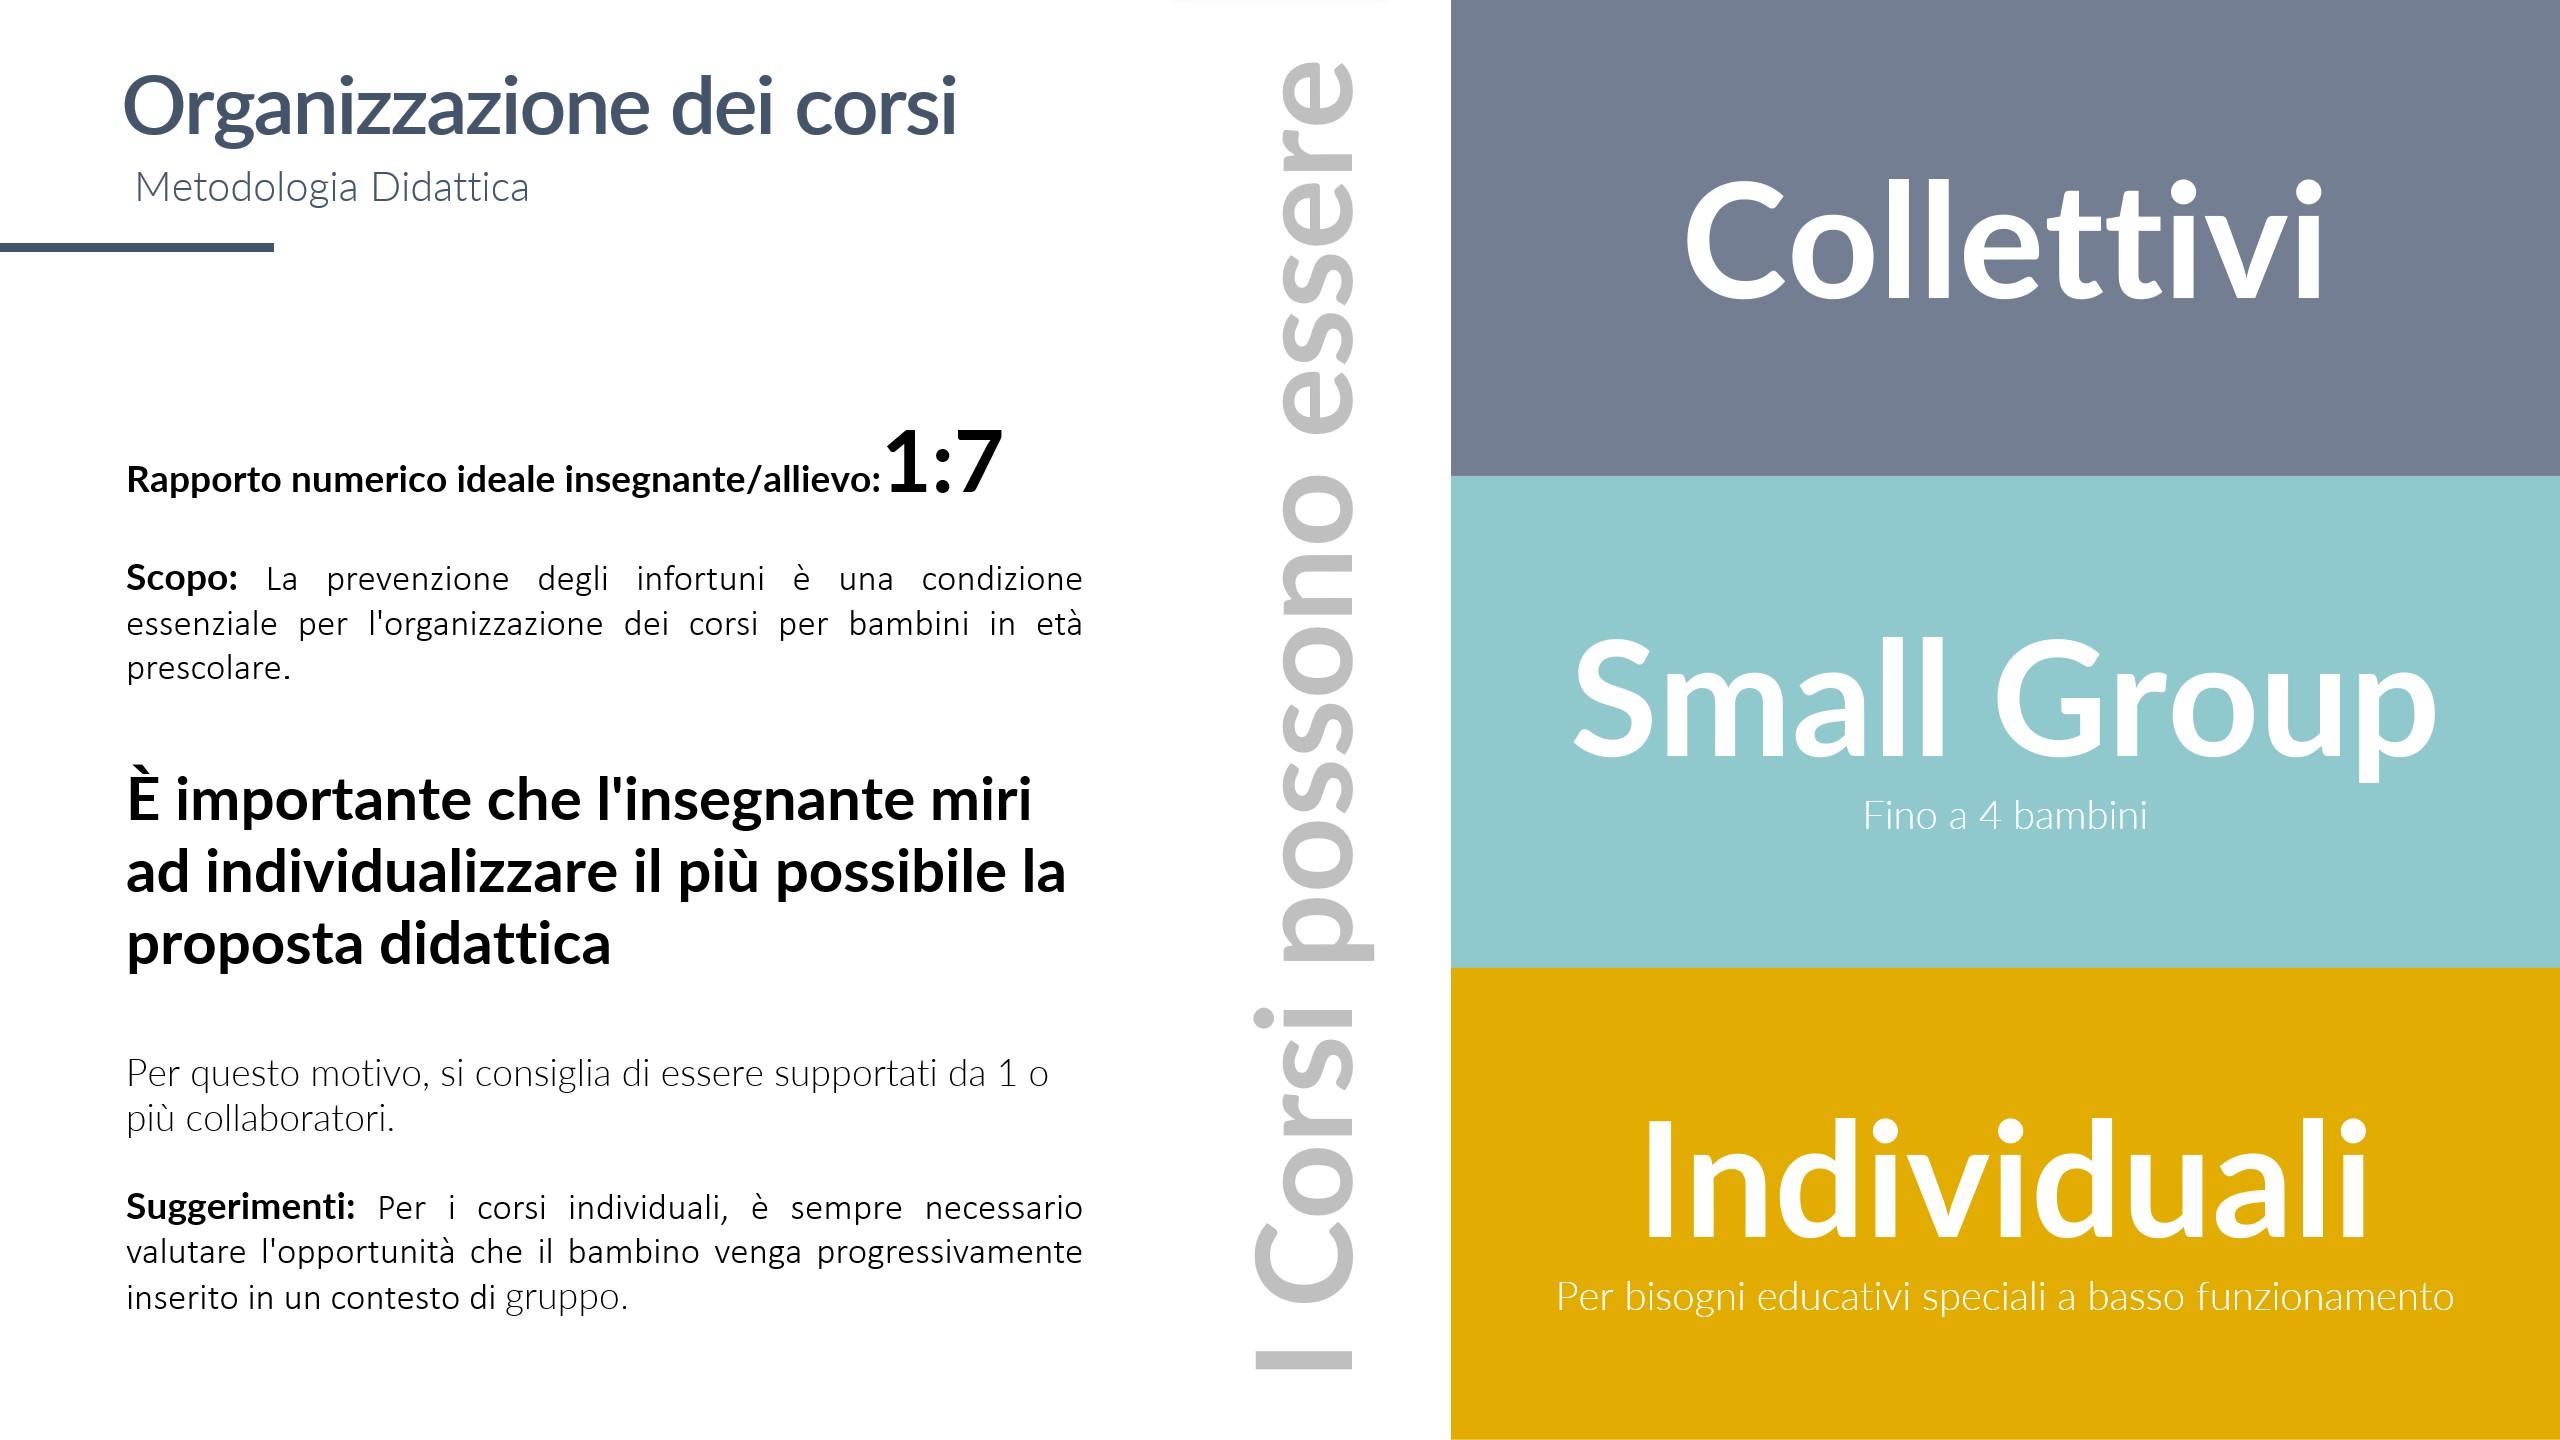 Organizzazione dei corsi
Metodologia Didattica
Rapporto numerico ideale insegnante/allievo: 1:7
Scopo: La prevenzione degli infortuni è una condizione
essenziale per l'organizzazione dei corsi per bambini in età
prescolare.
È importante che l'insegnante miri
ad individualizzare il più possibile la
proposta didattica
Per questo motivo, si consiglia di essere supportati da 1 o
più collaboratori.
Suggerimenti: Per i corsi individuali, è sempre necessario
valutare l'opportunità che il bambino venga progressivamente
inserito in un contesto di gruppo.
I Corsi possono essere
Collettivi
Small Group
Fino a 4 bambini
Individuali
Per bisogni educativi speciali a basso funzionamento